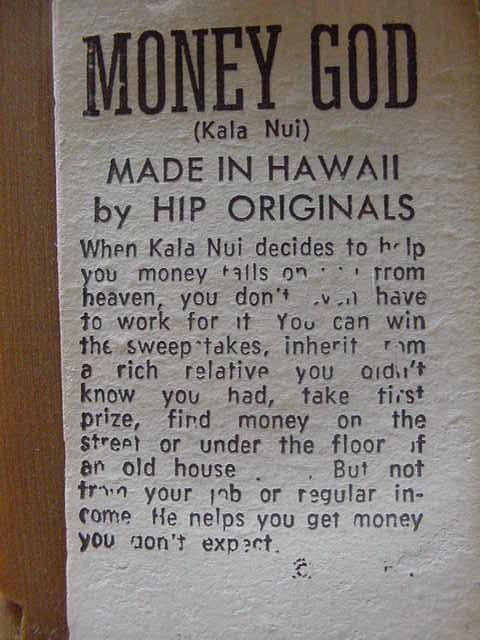 MONEY GOD
(Kala Nui)
MADE IN HAWAII
by HIP ORIGINALS
When Kala Nui decides to help
you money falls on you from
heaven, you don't even have
to work for it You can win
the sweepstakes, inherit from
a rich relative you didn't
know you had, take first
prize, find money on the
street or under the floor of
an old house . . But not
from your job or regular in-
come He helps you get money
you don't expect.
©